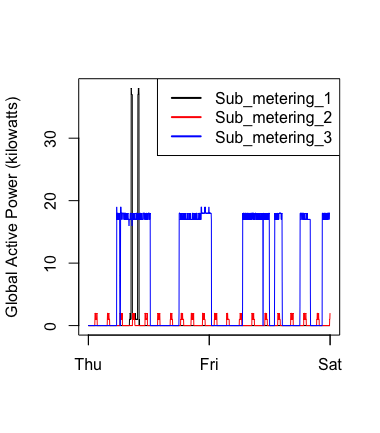 Sub_metering_1
Sub_metering_2
Sub_metering_3
Global Active Power (kilowatts)
30
20
10
0
Thu Fri Sat